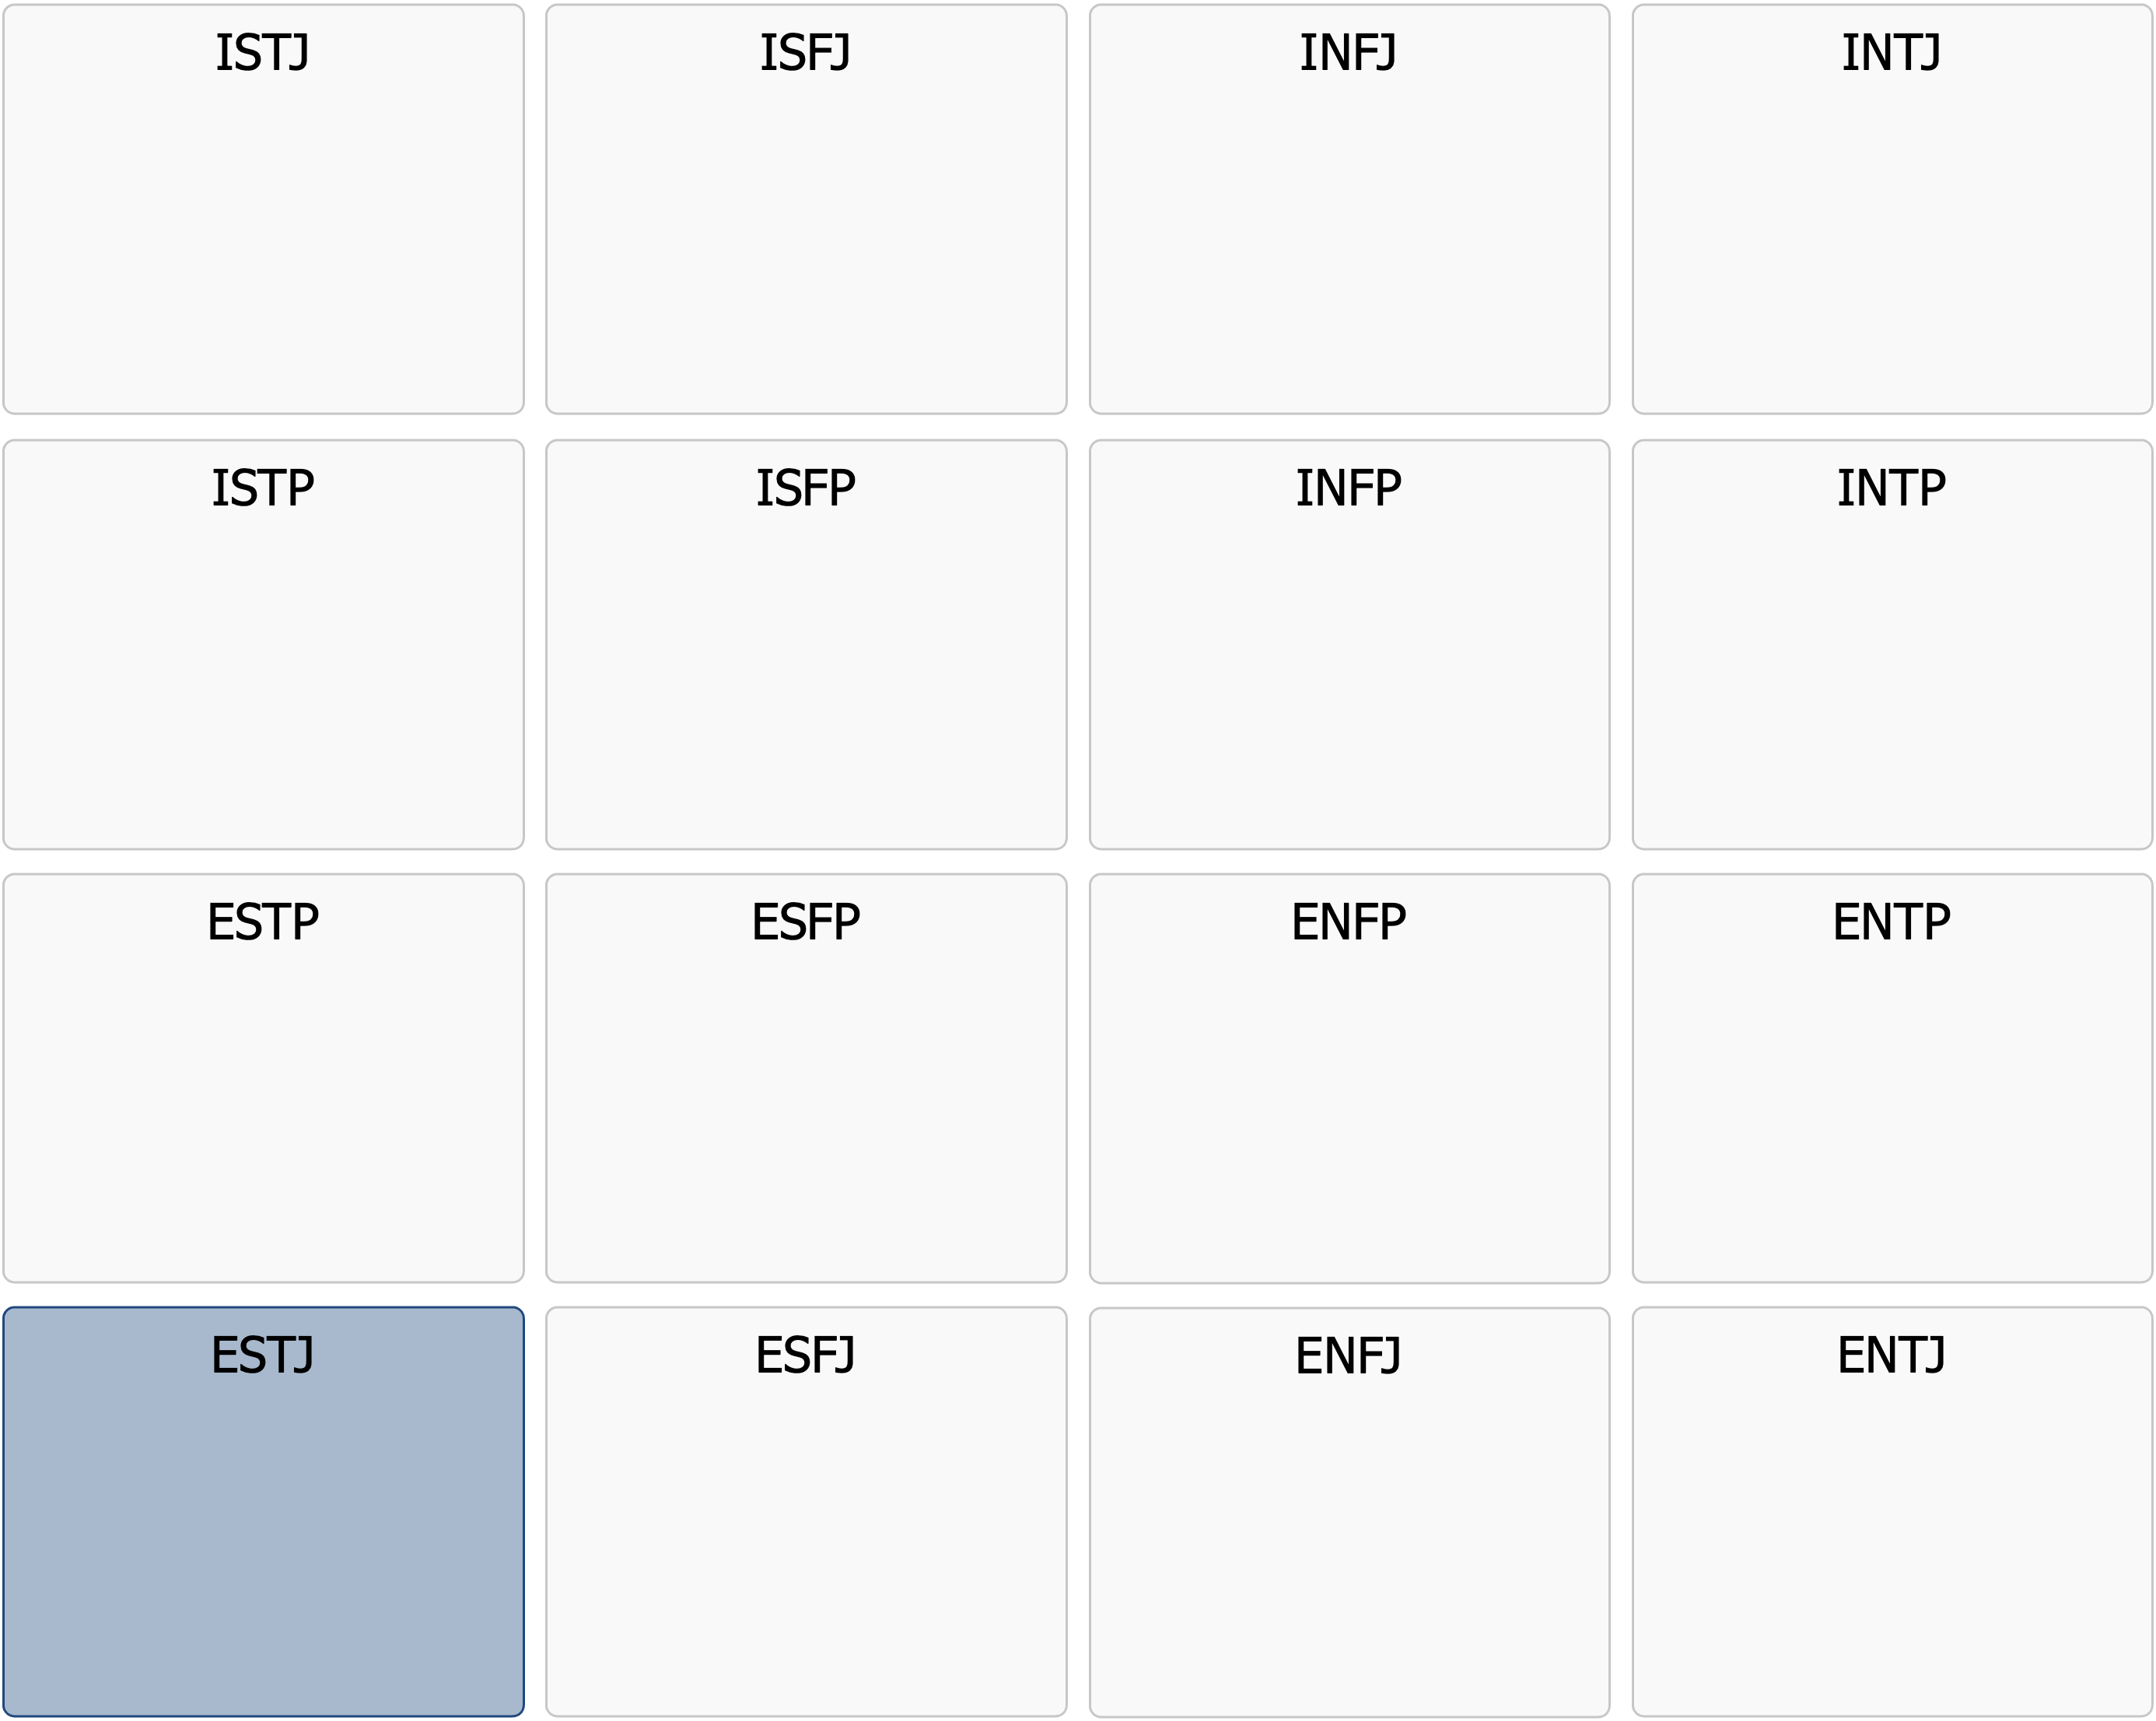 ISTJ ISFJ INFJ INTJ
ISTP ISFP INFP INTP
ESTP ESFP ENFP ENTP
ESTJ ESFJ ENFJ ENTJ